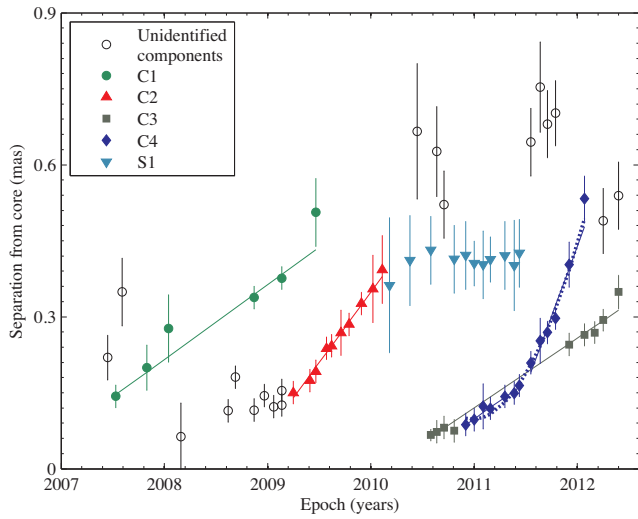 0.9
0.6
0.3
0
Separation from core (mas)
Unidentified
components
C1
C2
C3
C4
S1
2007
2008
2009
2010
2011
2012
Epoch (years)